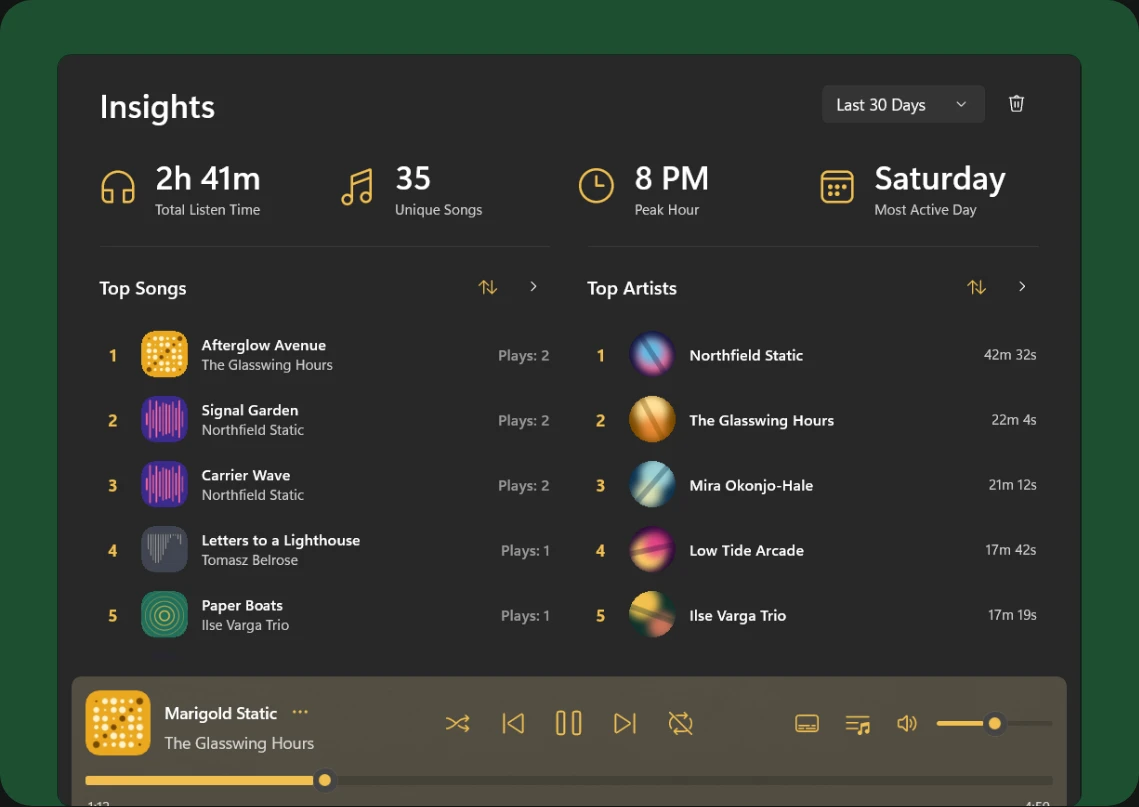 Insights
Last 30 Days
2h 41m
Total Listen Time
35
Unique Songs
8 PM
Peak Hour
Saturday
Most Active Day
Top Songs
1
Afterglow Avenue
The Glasswing Hours
Plays: 2
2
Signal Garden
Northfield Static
Plays: 2
3
Carrier Wave
Northfield Static
Plays: 2
4
Letters to a Lighthouse
Tomasz Belrose
Plays: 1
5
Paper Boats
Ilse Varga Trio
Plays: 1
Top Artists
1
Northfield Static
42m 32s
2
The Glasswing Hours
22m 4s
3
Mira Okonjo-Hale
21m 12s
4
Low Tide Arcade
17m 42s
5
Ilse Varga Trio
17m 19s
Marigold Static
The Glasswing Hours